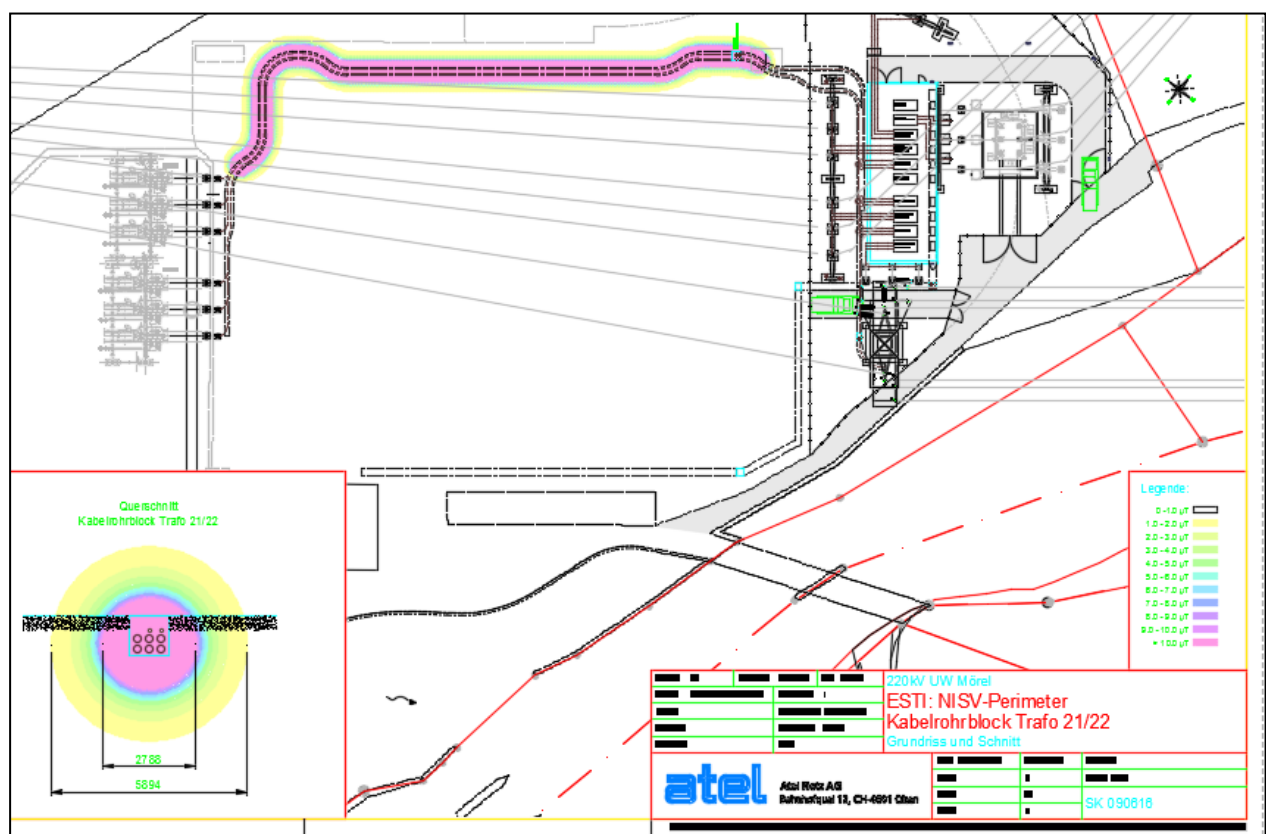 Querschnitt
Kabelrohrblock Trafo 21/22
2788
5894
Legende:
0-1.0 µT
1.0-2.0 µT
2.0-3.0 µT
3.0-4.0 µT
4.0-5.0 µT
5.0-6.0 µT
6.0-7.0 µT
7.0-8.0 µT
8.0-9.0 µT
9.0-10.0 µT
+ 10.0 µT
220kV UW Mörel
ESTI: NISV-Perimeter
Kabelrohrblock Trafo 21/22
Grundriss und Schnitt
atel
Atel Netz AG
Bahnhofquai 12, CH-4601 Olten
SK 090616